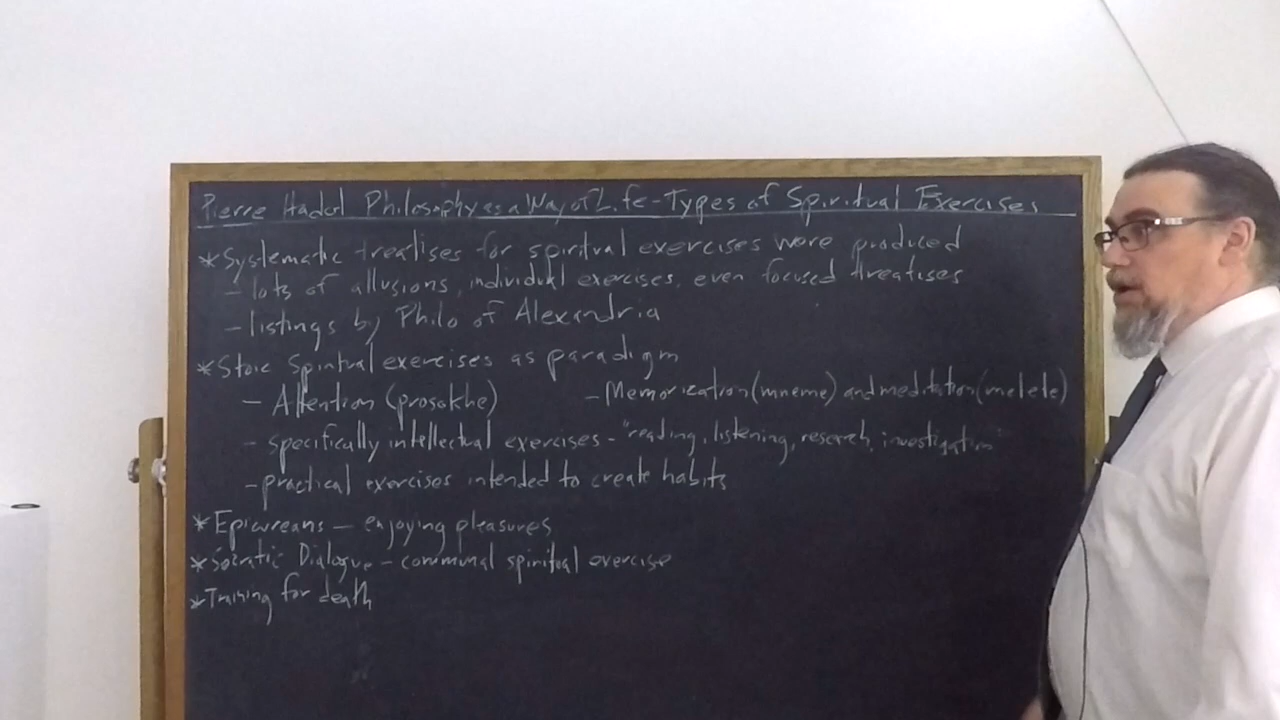 Pierre Hadot Philosophy as a Way of Life - Types of Spiritual Exercises
* Systematic treatises for spiritual exercises were produced
- lots of allusions, individual exercises, even focused treatises
- listings by Philo of Alexandria
* Stoic spiritual exercises as paradigm
- Attention (prosokhe) - Memorization (mneme) and meditation (melete)
- specifically intellectual exercises - "reading, listening, research, investigation"
- practical exercises intended to create habits
* Epicureans - enjoying pleasures
* Socratic Dialogue - communal spiritual exercise
* Training for death